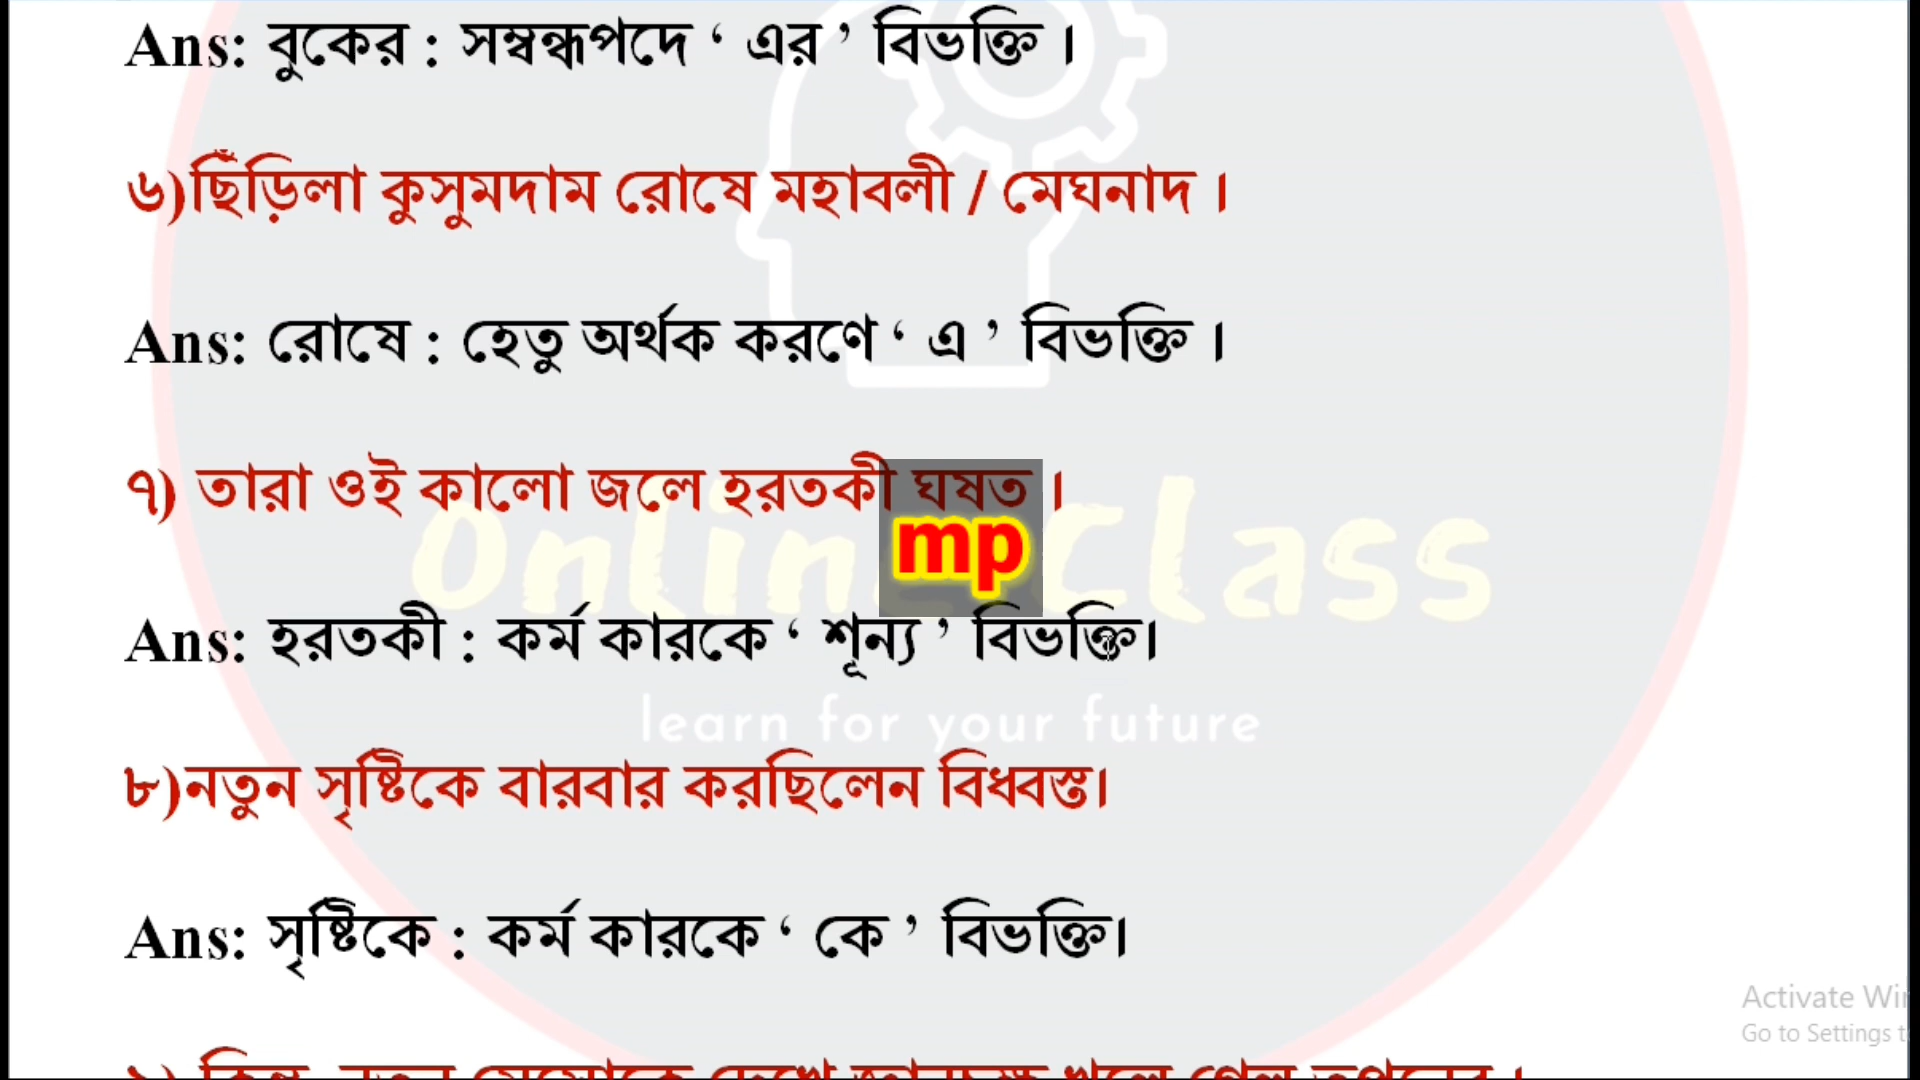 Ans: বুকের : সম্বন্ধপদে ‘ এর ’ বিভক্তি ।
৬)ছিঁড়িলা কুসুমদাম রোষে মহাবলী / মেঘনাদ ।
Ans: রোষে : হেতু অর্থক করণে ‘ এ ’ বিভক্তি ।
৭) তারা ওই কালো জলে হরতকী ঘষত ।
mp
Online Class
Ans: হরতকী : কর্ম কারকে ‘ শূন্য ’ বিভক্তি।
learn for your future
৮)নতুন সৃষ্টিকে বারবার করছিলেন বিধ্বস্ত।
Ans: সৃষ্টিকে : কর্ম কারকে ‘ কে ’ বিভক্তি।
Activate Wi
Go to Settings t